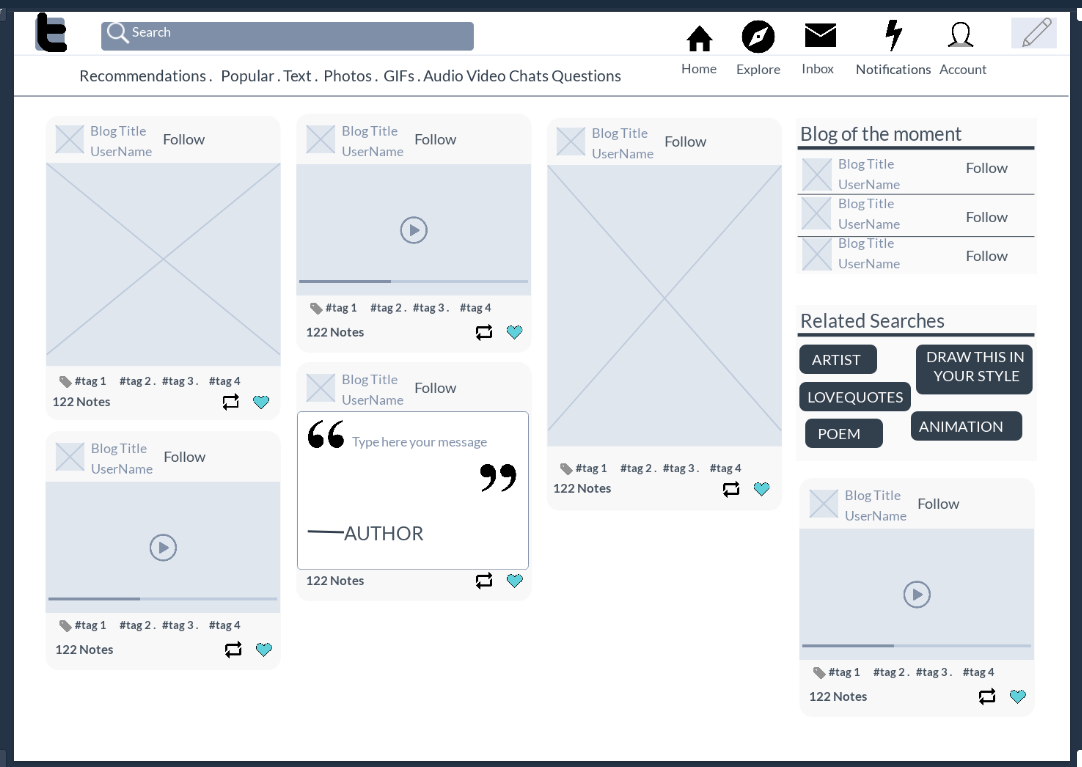 t
Search
Home Explore Inbox Notifications Account
Recommendations . Popular . Text . Photos . GIFs . Audio Video Chats Questions
Blog Title
UserName
Follow
#tag 1 #tag 2 . #tag 3 . #tag 4
122 Notes
Blog Title
UserName
Follow
#tag 1 #tag 2 . #tag 3 . #tag 4
122 Notes
Blog Title
UserName
Follow
#tag 1 #tag 2 . #tag 3 . #tag 4
122 Notes
Blog Title
UserName
Follow
“ Type here your message
”
—AUTHOR
122 Notes
Blog Title
UserName
Follow
#tag 1 #tag 2 . #tag 3 . #tag 4
122 Notes
Blog of the moment
Blog Title
UserName
Follow
Blog Title
UserName
Follow
Blog Title
UserName
Follow
Related Searches
ARTIST
DRAW THIS IN
YOUR STYLE
LOVEQUOTES
POEM
ANIMATION
Blog Title
UserName
Follow
#tag 1 #tag 2 . #tag 3 . #tag 4
122 Notes